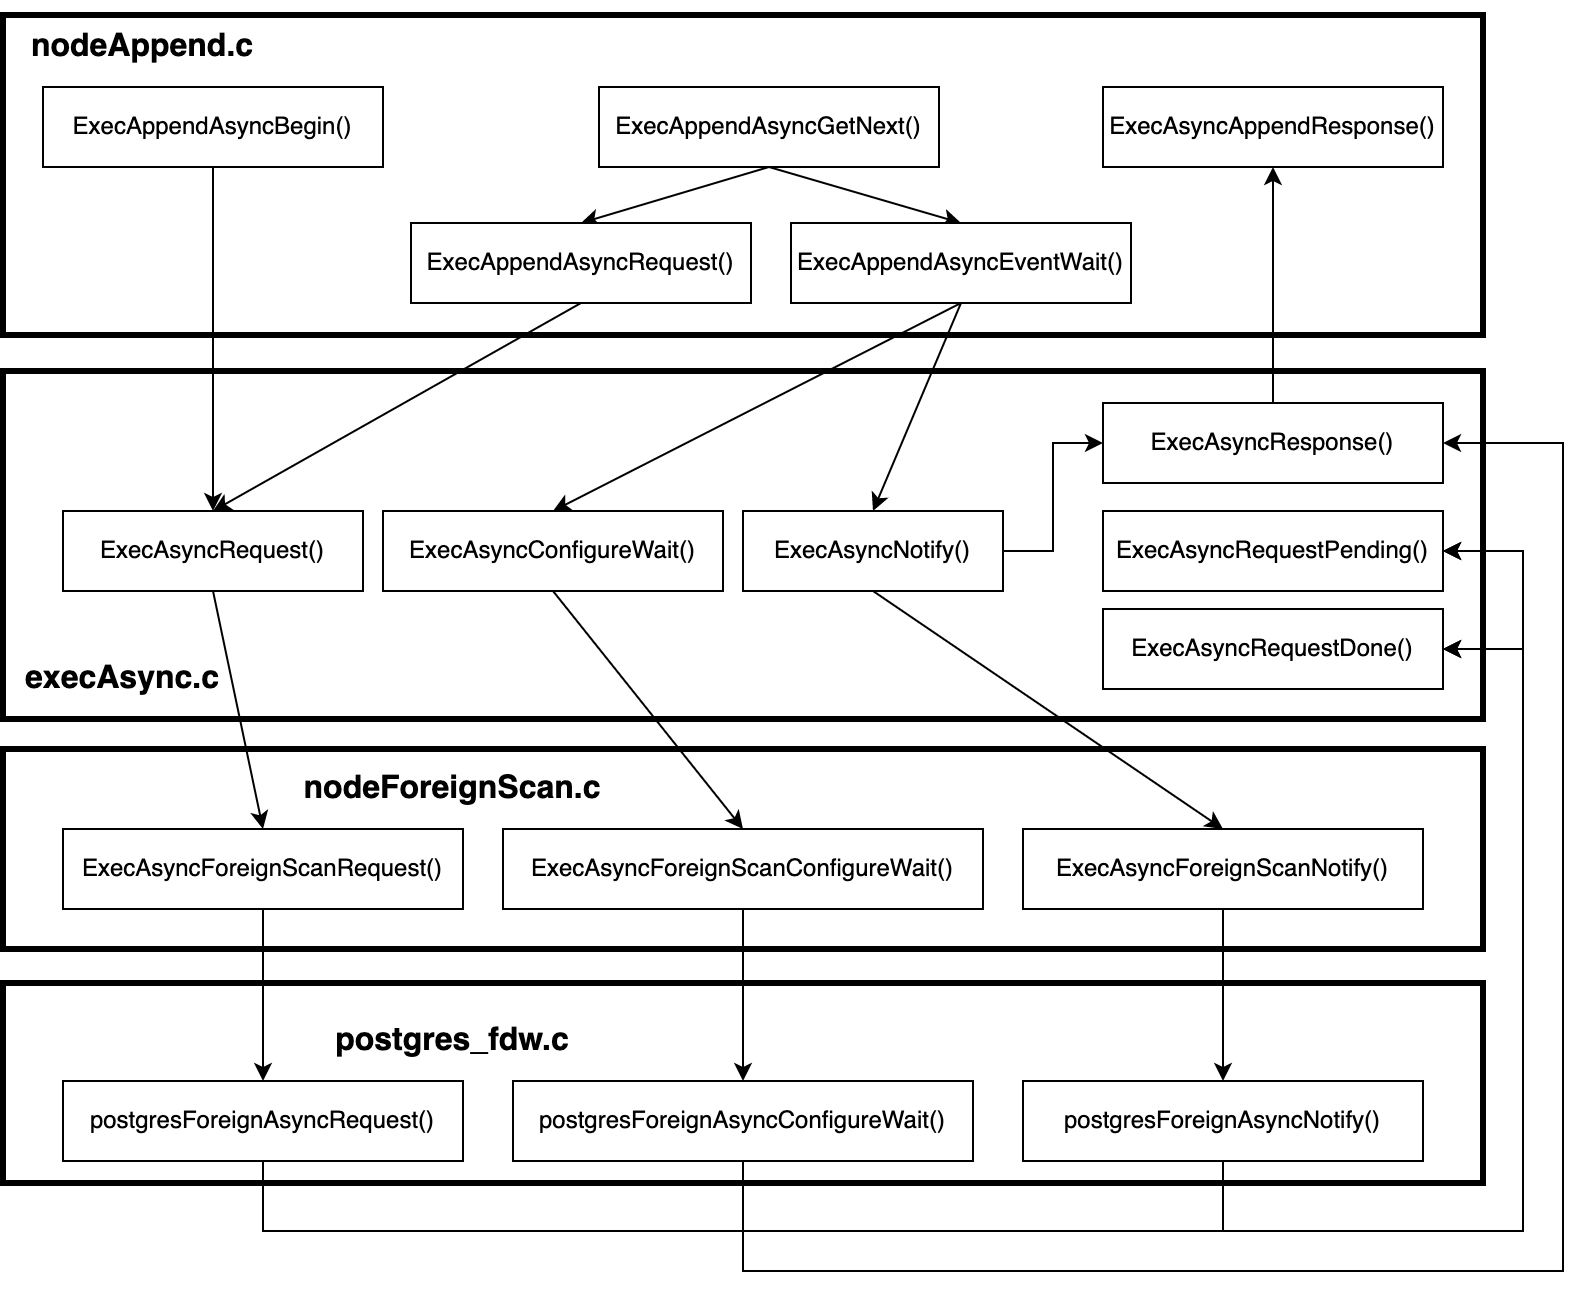 nodeAppend.c
ExecAppendAsyncBegin()
ExecAppendAsyncGetNext()
ExecAsyncAppendResponse()
ExecAppendAsyncRequest()
ExecAppendAsyncEventWait()
ExecAsyncResponse()
ExecAsyncRequest()
ExecAsyncConfigureWait()
ExecAsyncNotify()
ExecAsyncRequestPending()
ExecAsyncRequestDone()
execAsync.c
nodeForeignScan.c
ExecAsyncForeignScanRequest()
ExecAsyncForeignScanConfigureWait()
ExecAsyncForeignScanNotify()
postgres_fdw.c
postgresForeignAsyncRequest()
postgresForeignAsyncConfigureWait()
postgresForeignAsyncNotify()